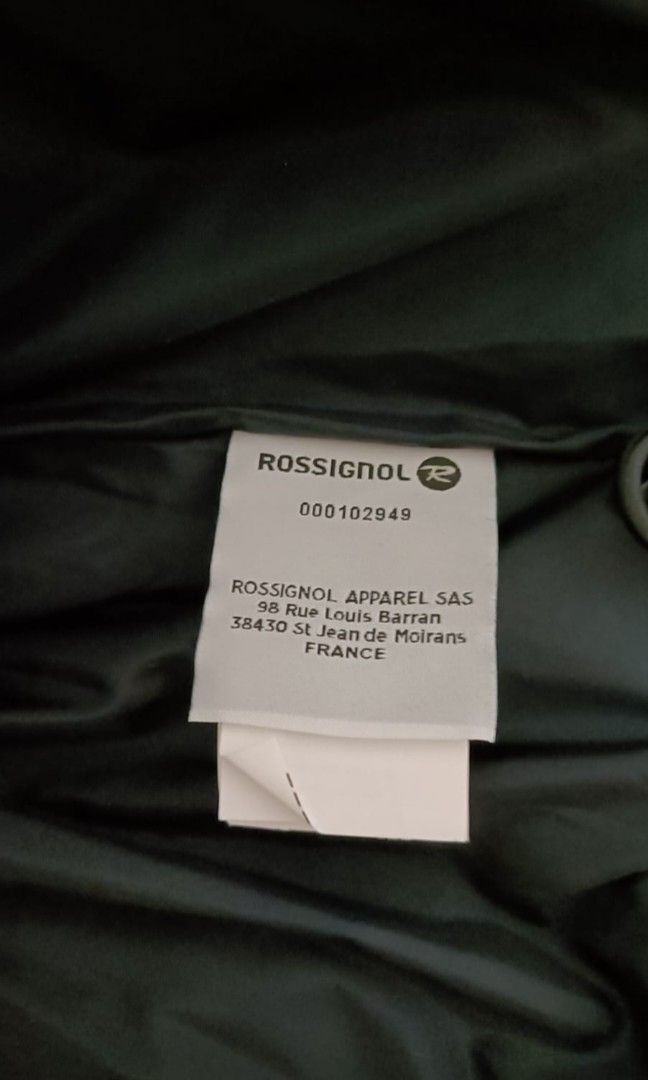 ROSSIGNOL R
000102949
ROSSIGNOL APPAREL SAS
98 Rue Louis Barran
38430 St Jean de Moirans
FRANCE